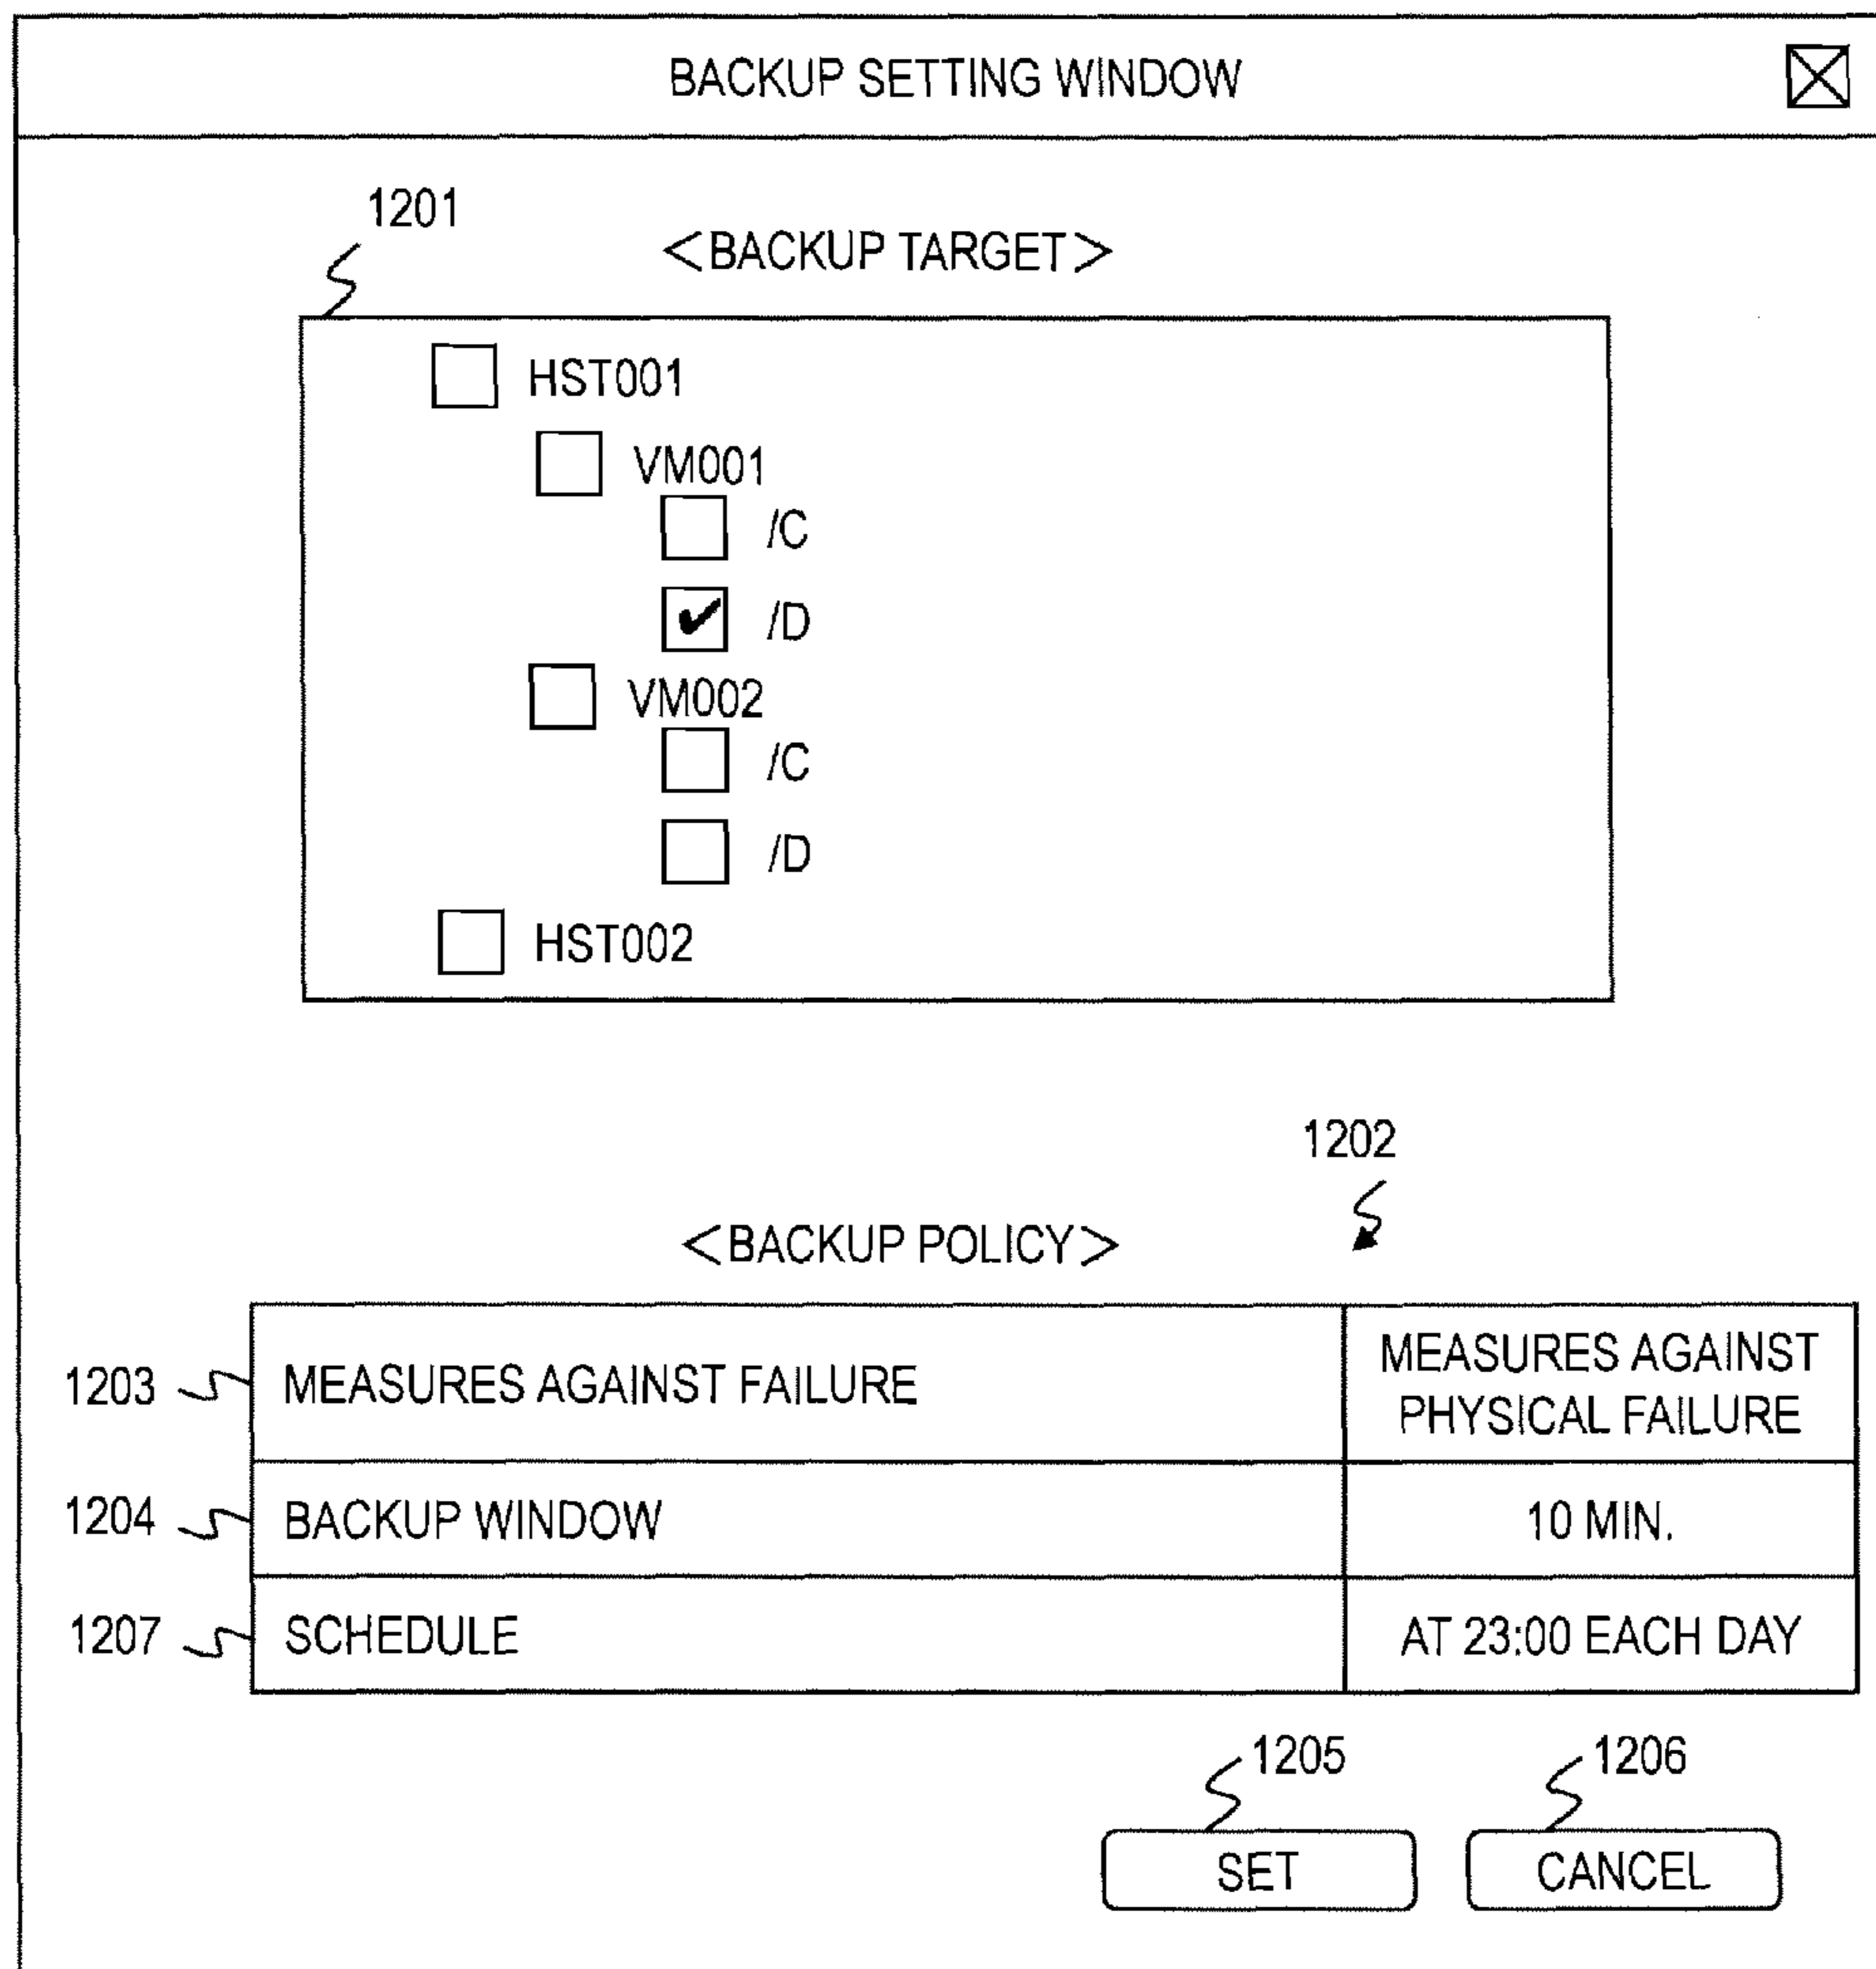 BACKUP SETTING WINDOW
1201
<BACKUP TARGET>
HST001
VM001
/C
/D
VM002
/C
/D
HST002
1202
<BACKUP POLICY>
1203
MEASURES AGAINST FAILURE
MEASURES AGAINST
PHYSICAL FAILURE
1204
BACKUP WINDOW
10 MIN.
1207
SCHEDULE
AT 23:00 EACH DAY
1205
1206
SET
CANCEL